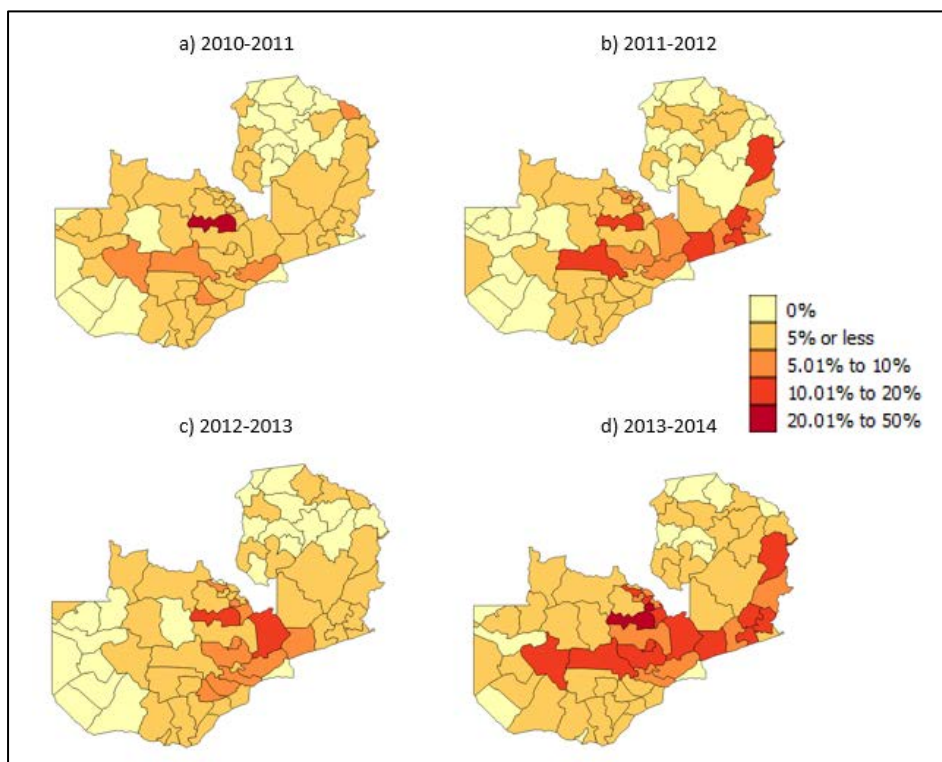 a) 2010-2011
b) 2011-2012
0%
5% or less
5.01% to 10%
10.01% to 20%
20.01% to 50%
c) 2012-2013
d) 2013-2014